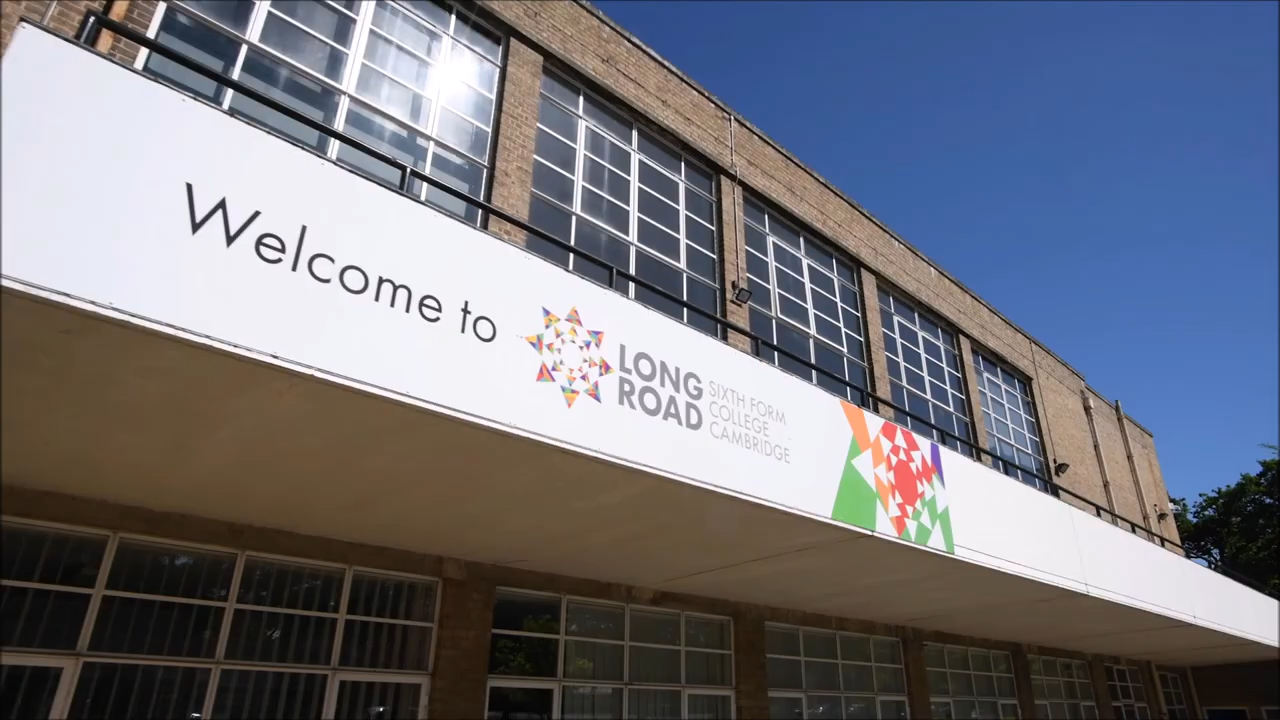 Welcome to
LONG
ROAD
SIXTH FORM
COLLEGE
CAMBRIDGE